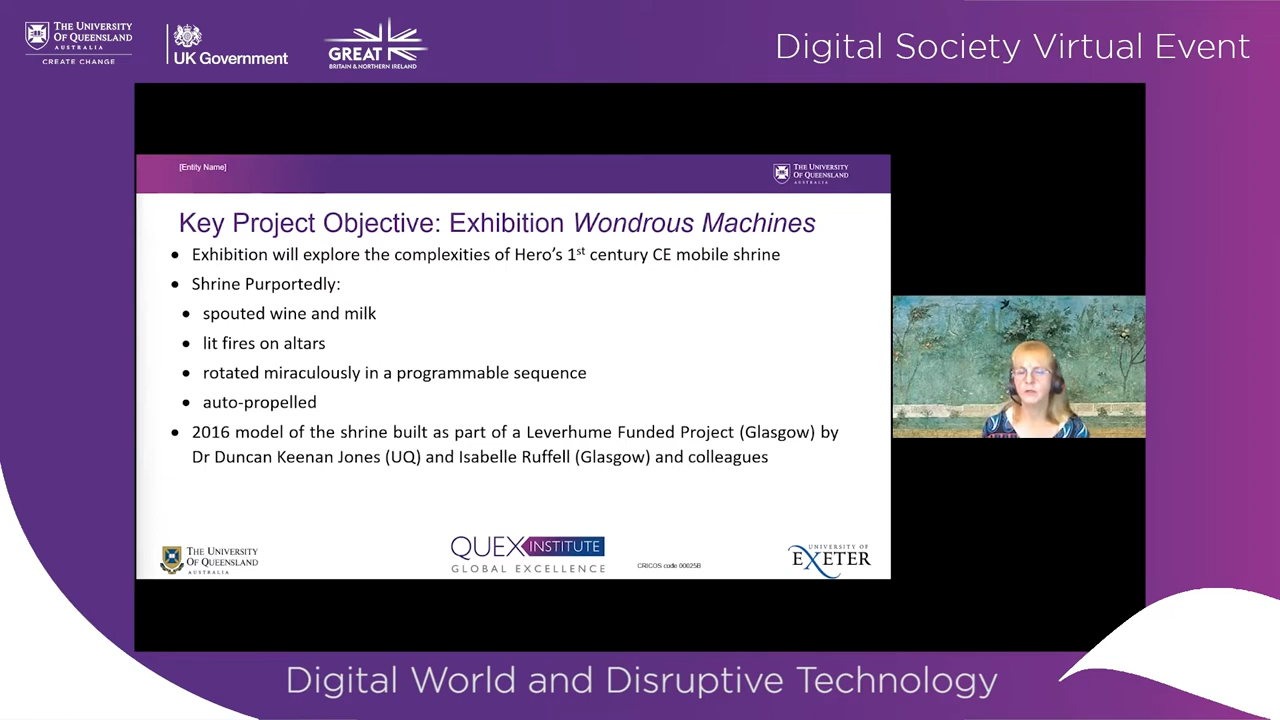 THE UNIVERSITY
OF QUEENSLAND
AUSTRALIA
CREATE CHANGE
UK Government
GREAT
BRITAIN & NORTHERN IRELAND
Digital Society Virtual Event
[Entity Name]
THE UNIVERSITY
OF QUEENSLAND
AUSTRALIA
Key Project Objective: Exhibition Wondrous Machines
• Exhibition will explore the complexities of Hero’s 1st century CE mobile shrine
• Shrine Purportedly:
• spouted wine and milk
• lit fires on altars
• rotated miraculously in a programmable sequence
• auto-propelled
• 2016 model of the shrine built as part of a Leverhume Funded Project (Glasgow) by
Dr Duncan Keenan Jones (UQ) and Isabelle Ruffell (Glasgow) and colleagues
THE UNIVERSITY
OF QUEENSLAND
AUSTRALIA
QUEX INSTITUTE
GLOBAL EXCELLENCE
CRICOS code 00025B
UNIVERSITY OF
EXETER
Digital World and Disruptive Technology